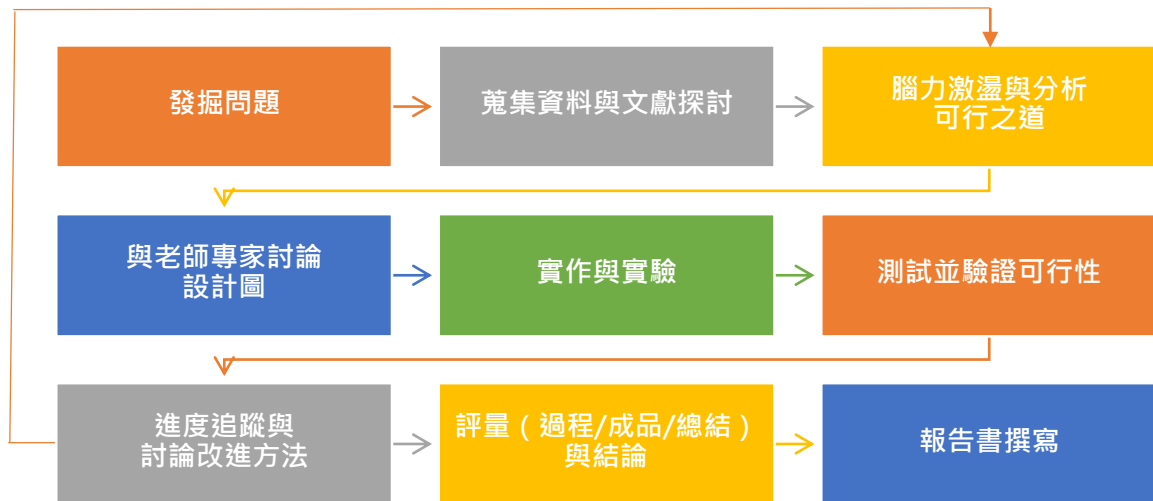 發掘問題
蒐集資料與文獻探討
腦力激盪與分析
可行之道
與老師專家討論
設計圖
實作與實驗
測試並驗證可行性
進度追蹤與
討論改進方法
評量（過程/成品/總結）
與結論
報告書撰寫